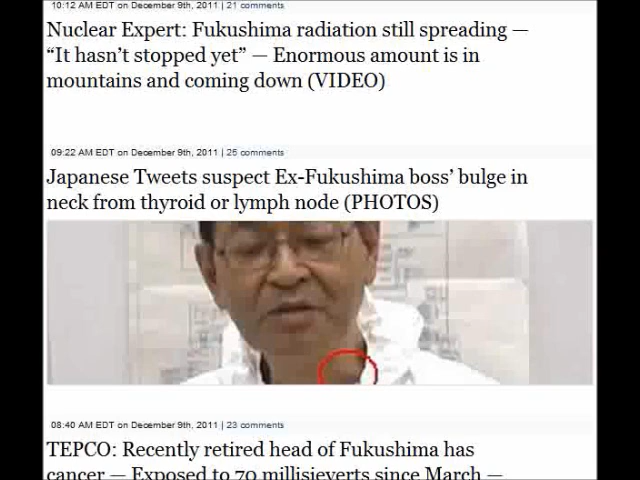 10:12 AM EDT on December 9th, 2011 | 21 comments
Nuclear Expert: Fukushima radiation still spreading —
“It hasn’t stopped yet” — Enormous amount is in
mountains and coming down (VIDEO)
09:22 AM EDT on December 9th, 2011 | 25 comments
Japanese Tweets suspect Ex-Fukushima boss’ bulge in
neck from thyroid or lymph node (PHOTOS)
08:40 AM EDT on December 9th, 2011 | 23 comments
TEPCO: Recently retired head of Fukushima has
cancer — Exposed to 70 millisieverts since March —